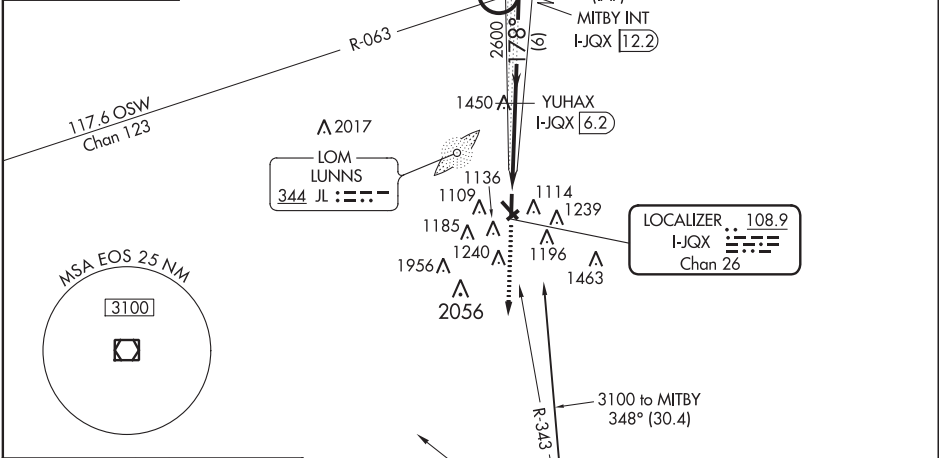 MITBY INT
I-JQX 12.2
R-063
2600
178°
(6)
117.6 OSW
Chan 123
1450
YUHAX
I-JQX 6.2
2017
LOM
LUNNS
344 JL
1136
1109
1114
1239
1185
1240
1196
1956
1463
2056
LOCALIZER 108.9
I-JQX
Chan 26
MSA EOS 25 NM
3100
3100 to MITBY
348° (30.4)
R-343